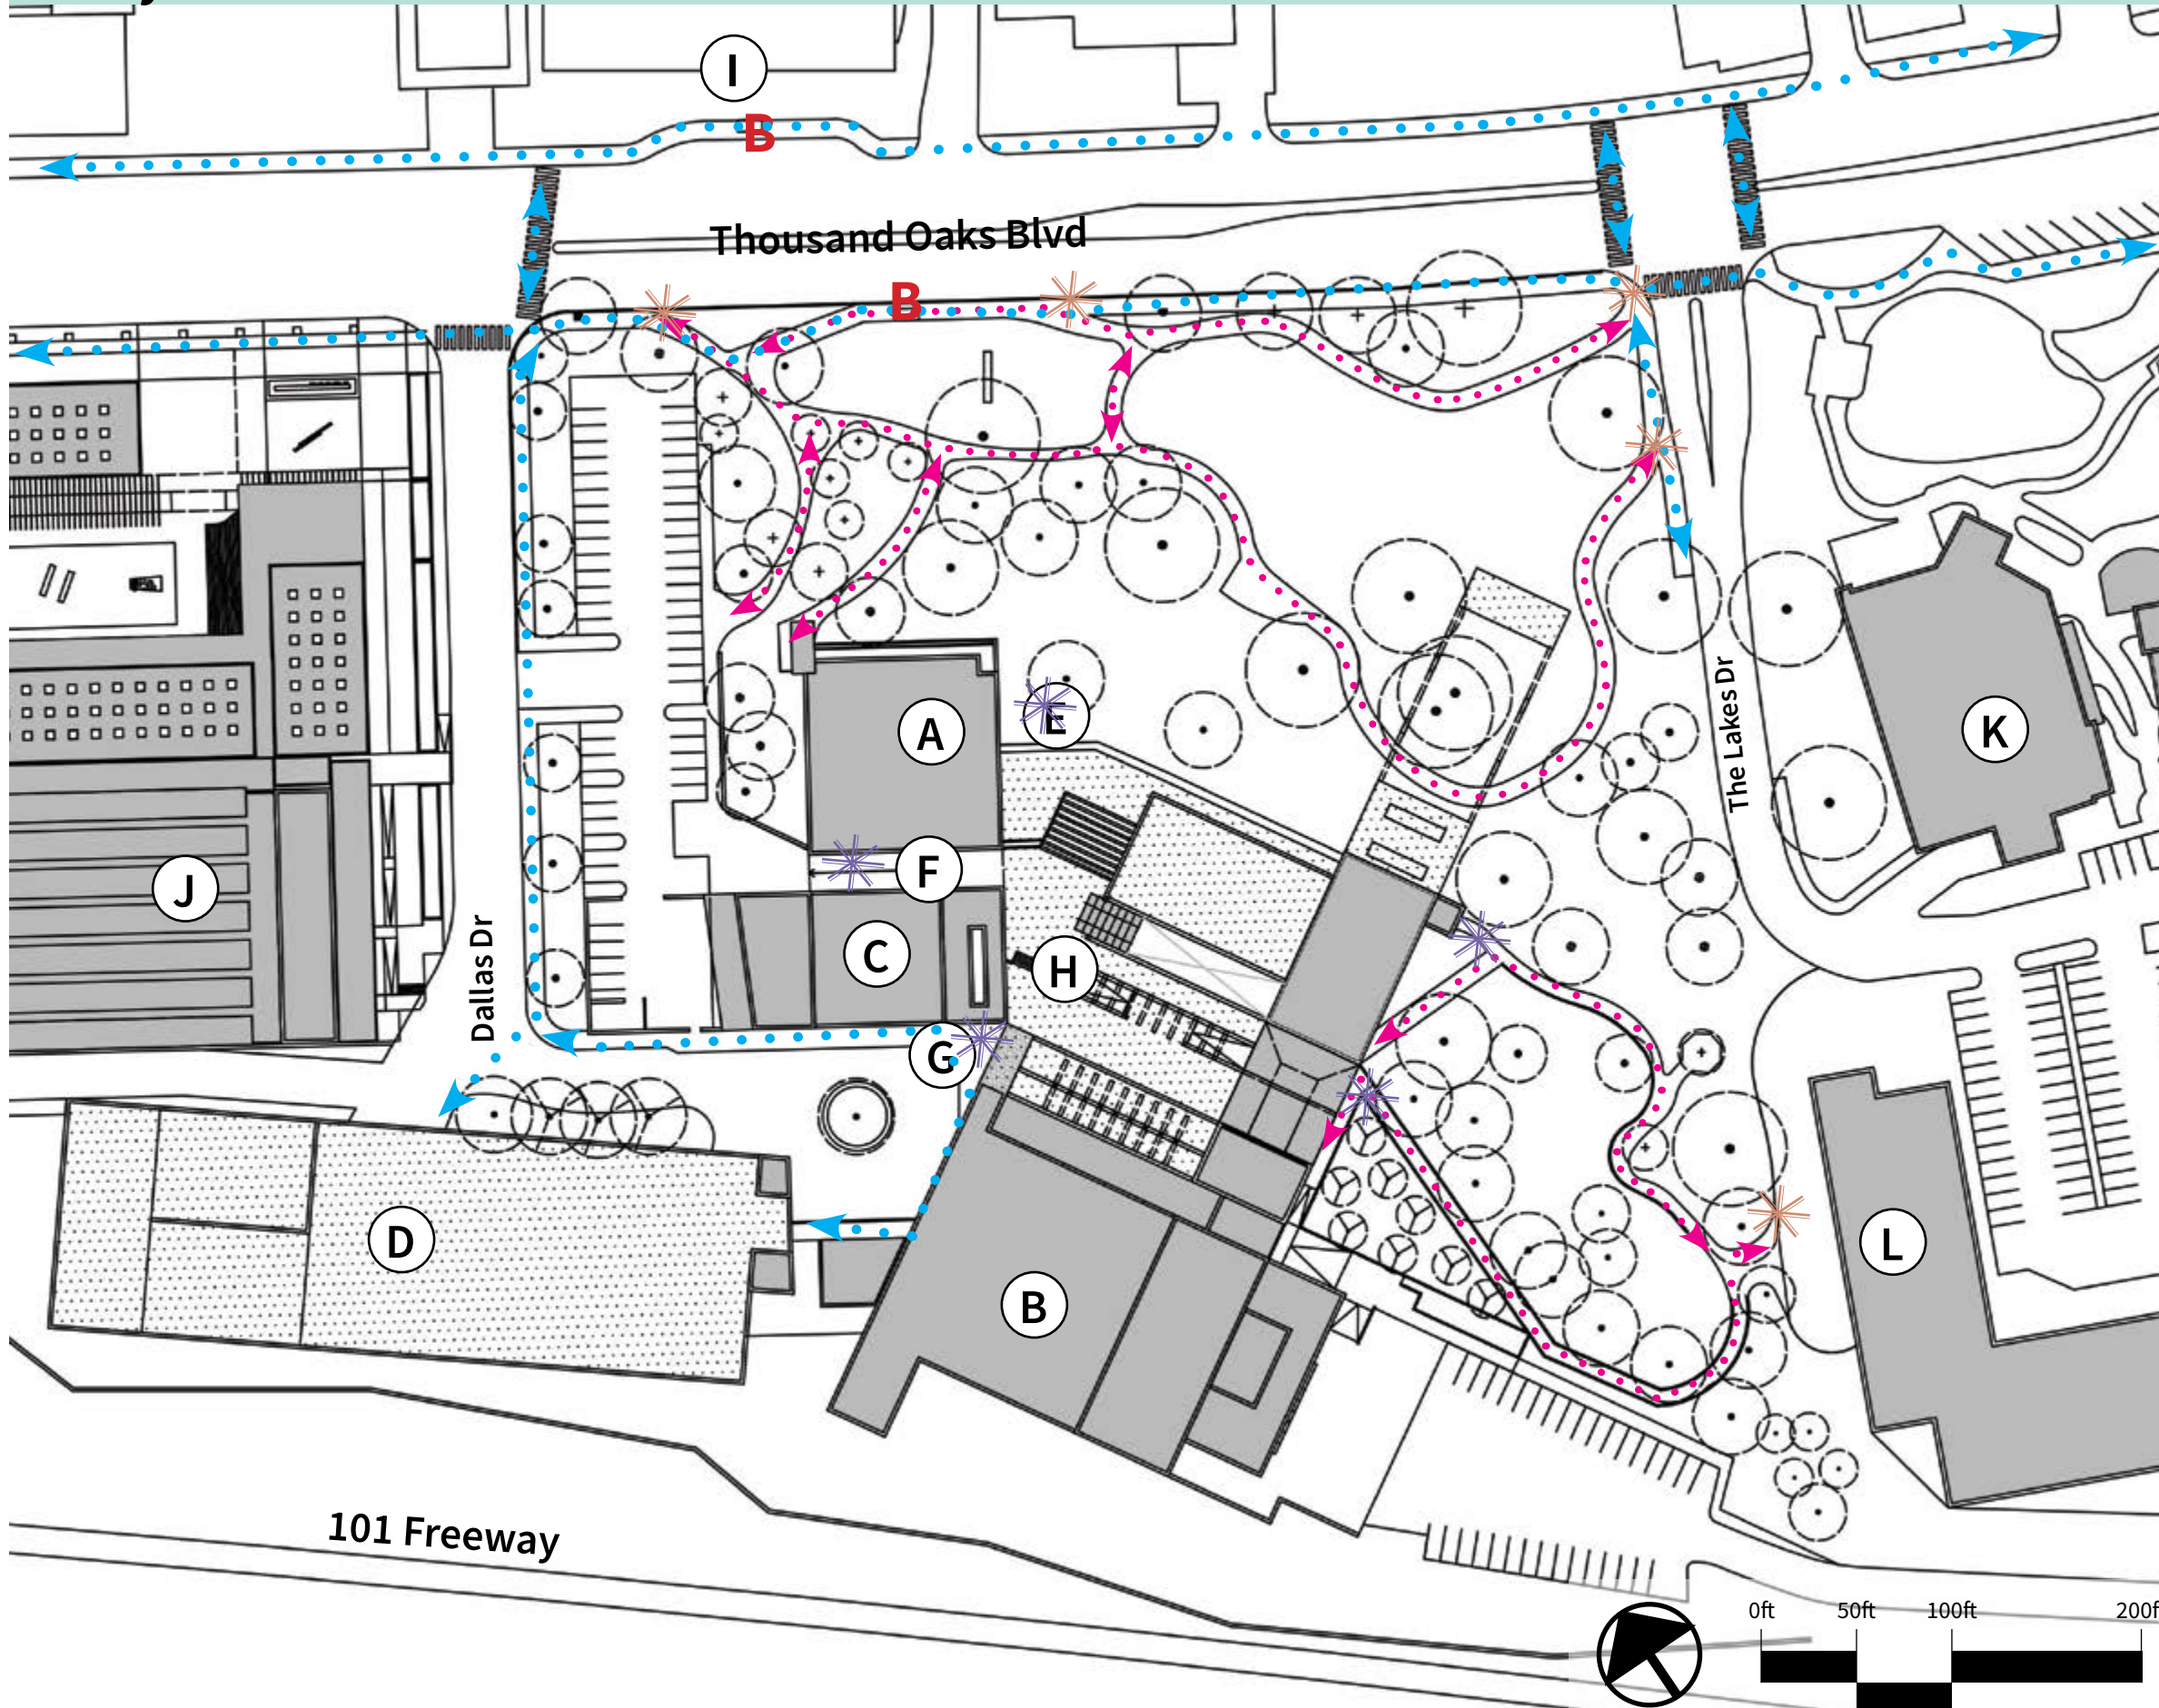 I
B
Thousand Oaks Blvd
B
A
E
K
The Lakes Dr
F
J
C
H
Dallas Dr
G
D
L
B
101 Freeway
0ft 50ft 100ft 200f